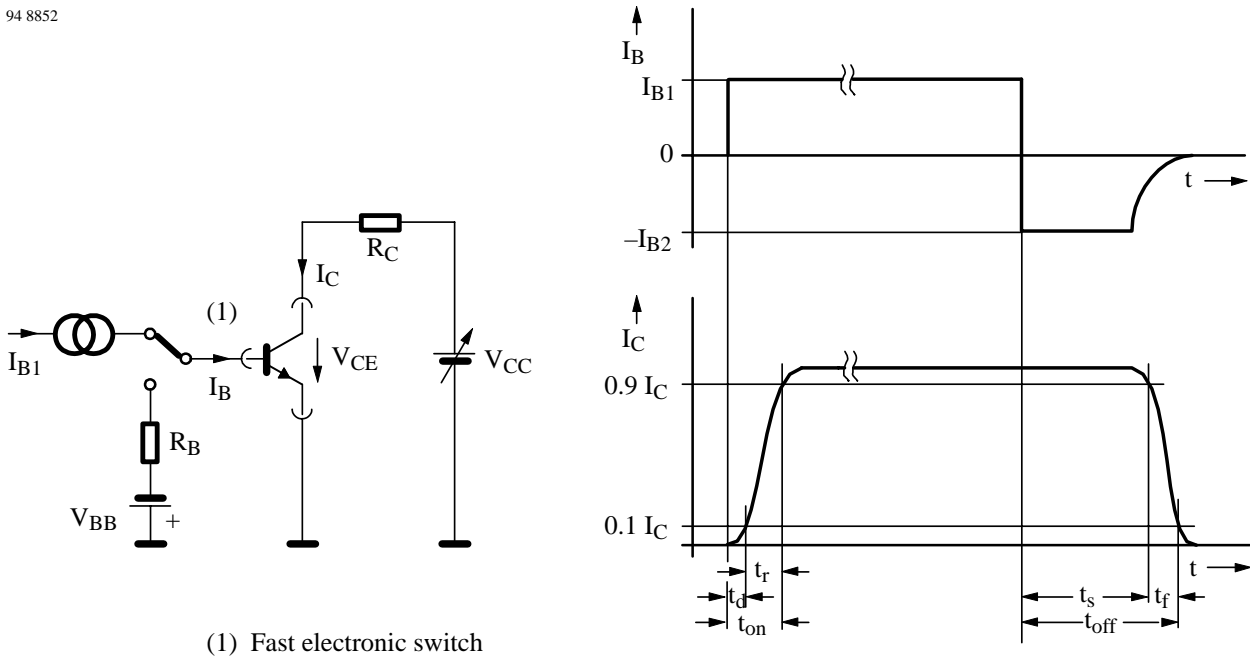 94 8852
I_B1
(1)
I_B
R_B
V_BB
+
I_C
R_C
V_CE
V_CC
(1) Fast electronic switch
I_B
I_B1
0
t
–I_B2
I_C
0.9 I_C
0.1 I_C
t
t_r
t_d
t_on
t_s
t_f
t_off